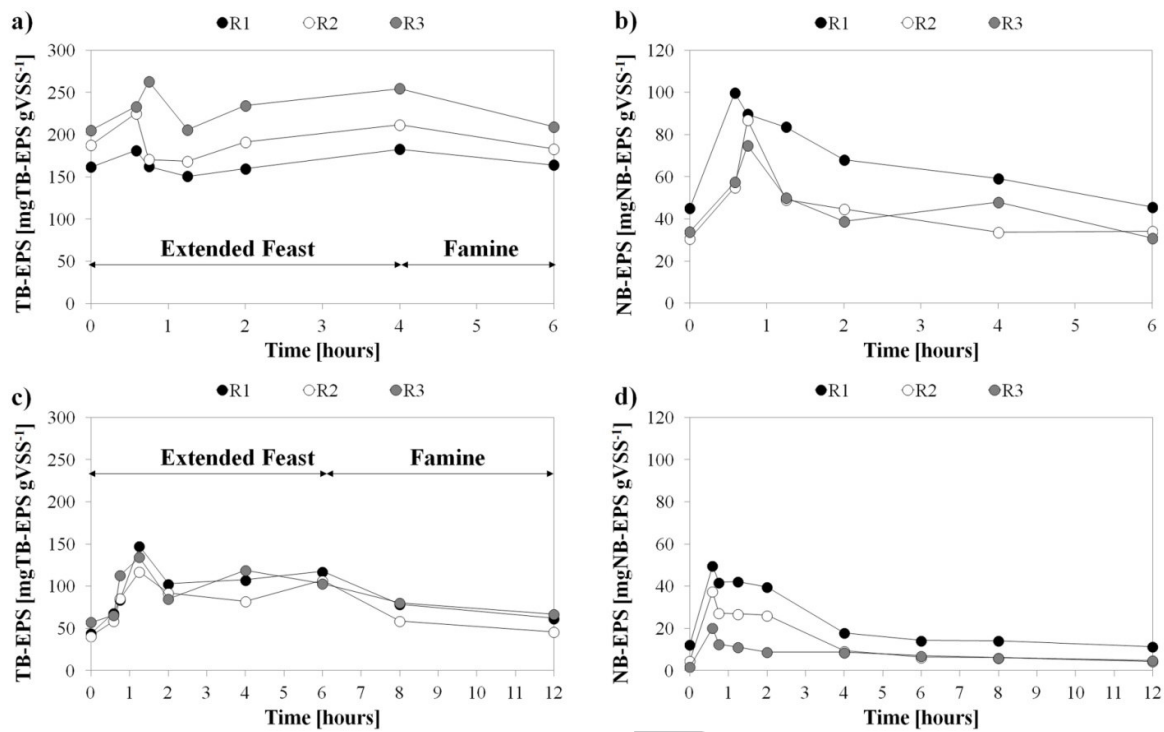 a)
R1 R2 R3
TB-EPS [mgTB-EPS gVSS-1]
300
250
200
150
100
50
0
Extended Feast Famine
0 1 2 3 4 5 6
Time [hours]
b)
R1 R2 R3
NB-EPS [mgNB-EPS gVSS-1]
120
100
80
60
40
20
0
0 1 2 3 4 5 6
Time [hours]
c)
R1 R2 R3
TB-EPS [mgTB-EPS gVSS-1]
300
250
200
150
100
50
0
Extended Feast Famine
0 1 2 3 4 5 6 7 8 9 10 11 12
Time [hours]
d)
R1 R2 R3
NB-EPS [mgNB-EPS gVSS-1]
120
100
80
60
40
20
0
0 1 2 3 4 5 6 7 8 9 10 11 12
Time [hours]